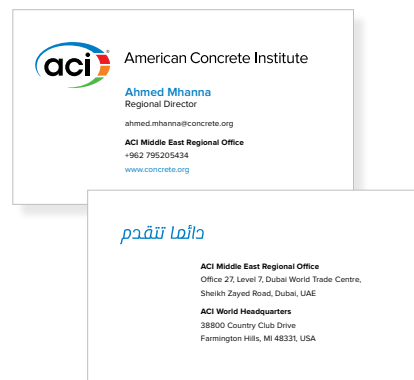 aci
American Concrete Institute
Ahmed Mhanna
Regional Director
ahmed.mhanna@concrete.org
ACI Middle East Regional Office
+962 795205434
www.concrete.org
دائما تتقدم
ACI Middle East Regional Office
Office 27, Level 7, Dubai World Trade Centre,
Sheikh Zayed Road, Dubai, UAE
ACI World Headquarters
38800 Country Club Drive
Farmington Hills, MI 48331, USA